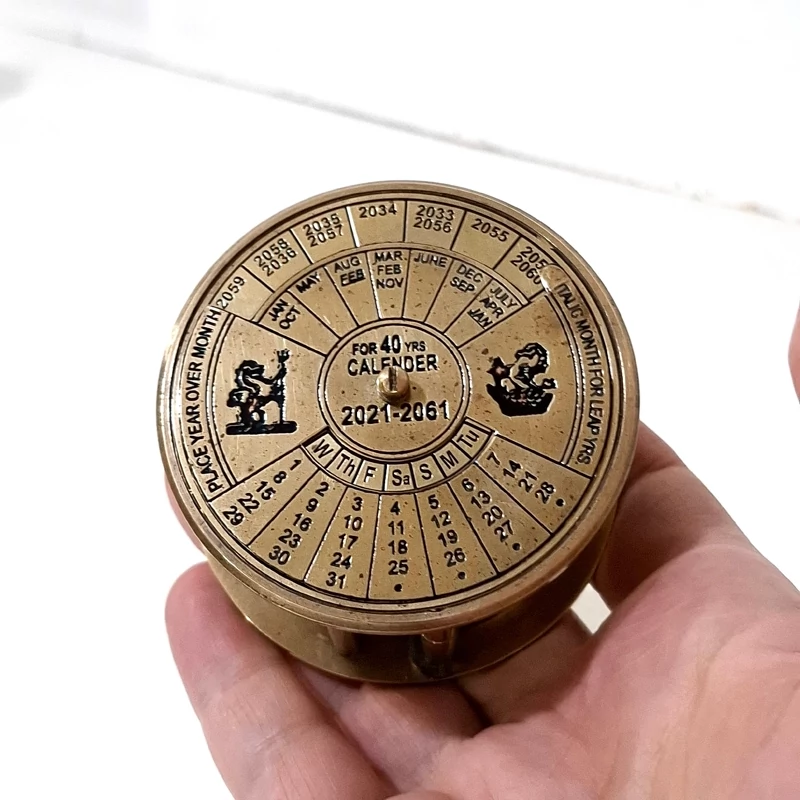 2059
2058
2036
2035
2057
2034
2033
2056
2055
2060
JAN
OCT
MAY
AUG
FEB
MAR.
FEB
NOV
JUNE
DEC
SEP
JULY
APR
JAN
PLACE YEAR OVER MONTH
ITALIC MONTH FOR LEAP YRS
FOR 40 YRS
CALENDER
2021-2061
W Th F Sa S M Tu
1 2 3 4 5 6 7
8 9 10 11 12 13 14
15 16 17 18 19 20 21
22 23 24 25 26 27 28
29 30 31